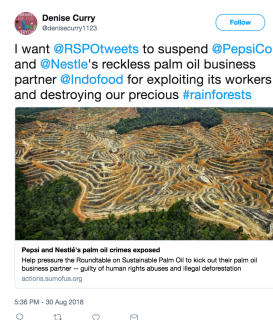 Denise Curry
@denisecurry1123
Follow
I want @RSPOtweets to suspend @PepsiCo
and @Nestle's reckless palm oil business
partner @Indofood for exploiting its workers
and destroying our precious #rainforests
Pepsi and Nestlé's palm oil crimes exposed
Help pressure the Roundtable on Sustainable Palm Oil to kick out their palm oil
business partner -- guilty of human rights abuses and illegal deforestation
actions.sumofus.org
5:36 PM - 30 Aug 2018